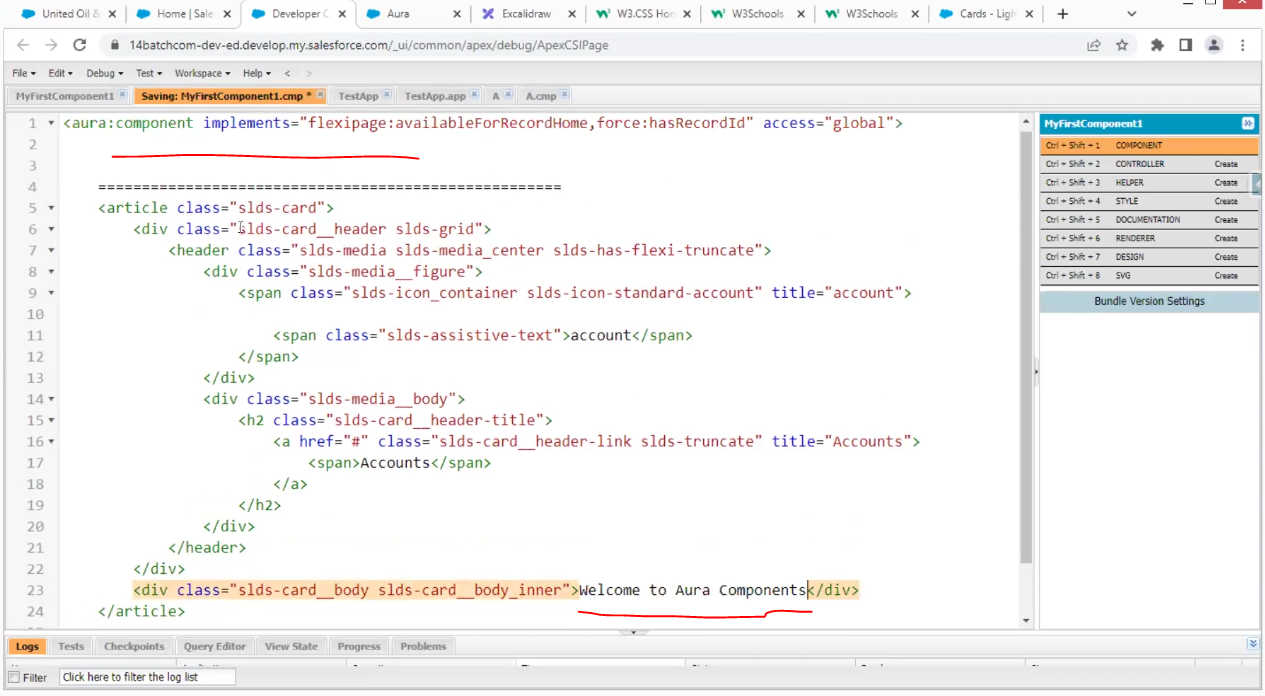 United Oil &
Home | Sale
Developer C
Aura
Excalidraw
W3.CSS Hom
W3Schools
W3Schools
Cards - Ligh
14batchcom-dev-ed.develop.my.salesforce.com/_ui/common/apex/debug/ApexCSIPage
File Edit Debug Test Workspace Help < >
MyFirstComponent1 Saving: MyFirstComponent1.cmp * TestApp TestApp.app A A.cmp
1 <aura:component implements="flexipage:availableForRecordHome,force:hasRecordId" access="global">
2
3
4 =====================================================
5 <article class="slds-card">
6 <div class="slds-card__header slds-grid">
7 <header class="slds-media slds-media_center slds-has-flexi-truncate">
8 <div class="slds-media__figure">
9 <span class="slds-icon_container slds-icon-standard-account" title="account">
10
11 <span class="slds-assistive-text">account</span>
12 </span>
13 </div>
14 <div class="slds-media__body">
15 <h2 class="slds-card__header-title">
16 <a href="#" class="slds-card__header-link slds-truncate" title="Accounts">
17 <span>Accounts</span>
18 </a>
19 </h2>
20 </div>
21 </header>
22 </div>
23 <div class="slds-card__body slds-card__body_inner">Welcome to Aura Components</div>
24 </article>
MyFirstComponent1
Ctrl + Shift + 1 COMPONENT
Ctrl + Shift + 2 CONTROLLER Create
Ctrl + Shift + 3 HELPER Create
Ctrl + Shift + 4 STYLE Create
Ctrl + Shift + 5 DOCUMENTATION Create
Ctrl + Shift + 6 RENDERER Create
Ctrl + Shift + 7 DESIGN Create
Ctrl + Shift + 8 SVG Create
Bundle Version Settings
Logs Tests Checkpoints Query Editor View State Progress Problems
Filter Click here to filter the log list